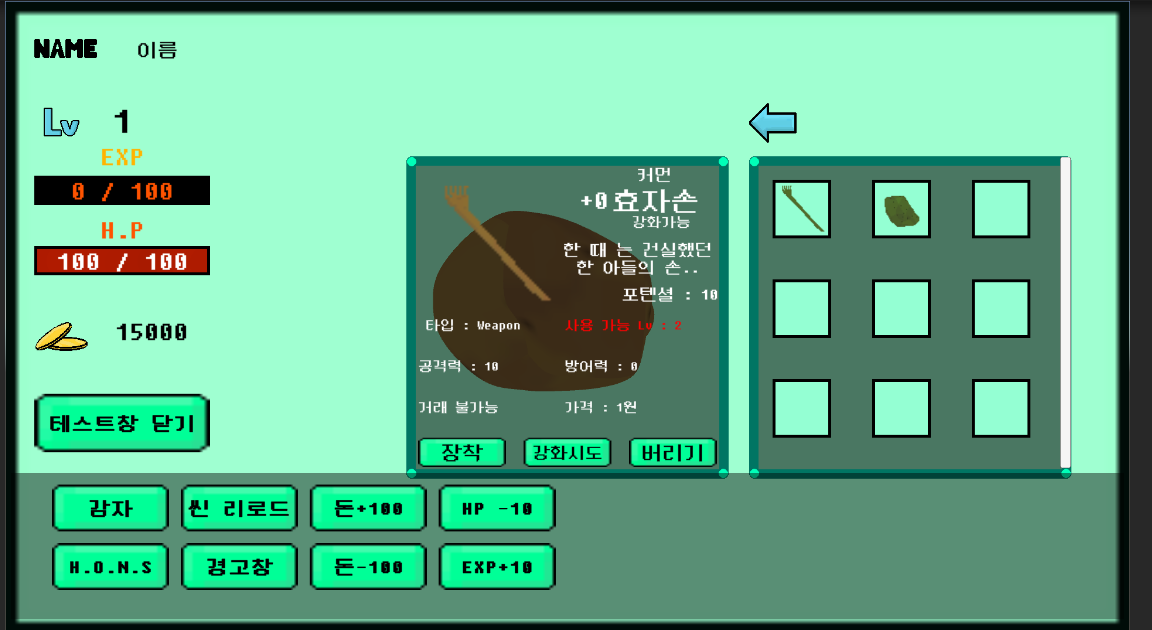 NAME 이름
Lv 1
EXP
0 / 100
H.P
100 / 100
15000
테스트창 닫기
커먼
+0 효자손
강화가능
한 때 는 건실했던
한 아들의 손..
포텐셜 : 10
타입 : Weapon
사용 가능 Lv : 2
공격력 : 10
방어력 : 0
거래 불가능
가격 : 1원
장착
강화시도
버리기
감자
씬 리로드
돈+100
HP -10
H.O.N.S
경고창
돈-100
EXP+10